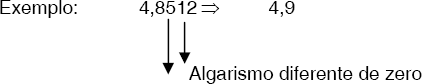 Exemplo: 4,8512 ⇒ 4,9
Algarismo diferente de zero